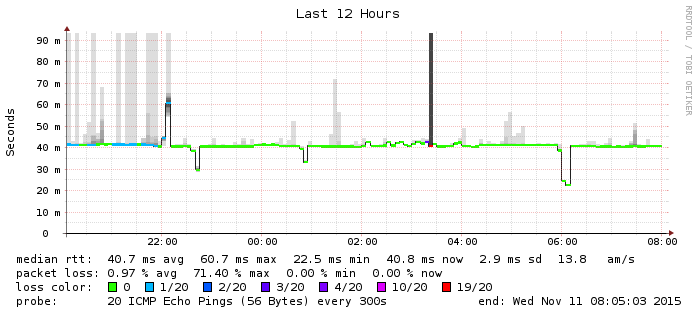 Last 12 Hours
RRDTOOL / TOBI OETIKER
Seconds
90 m
80 m
70 m
60 m
50 m
40 m
30 m
20 m
10 m
0 m
22:00 00:00 02:00 04:00 06:00 08:00
median rtt: 40.7 ms avg 60.7 ms max 22.5 ms min 40.8 ms now 2.9 ms sd 13.8 am/s
packet loss: 0.97 % avg 71.40 % max 0.00 % min 0.00 % now
loss color: 0 1/20 2/20 3/20 4/20 10/20 19/20
probe: 20 ICMP Echo Pings (56 Bytes) every 300s end: Wed Nov 11 08:05:03 2015